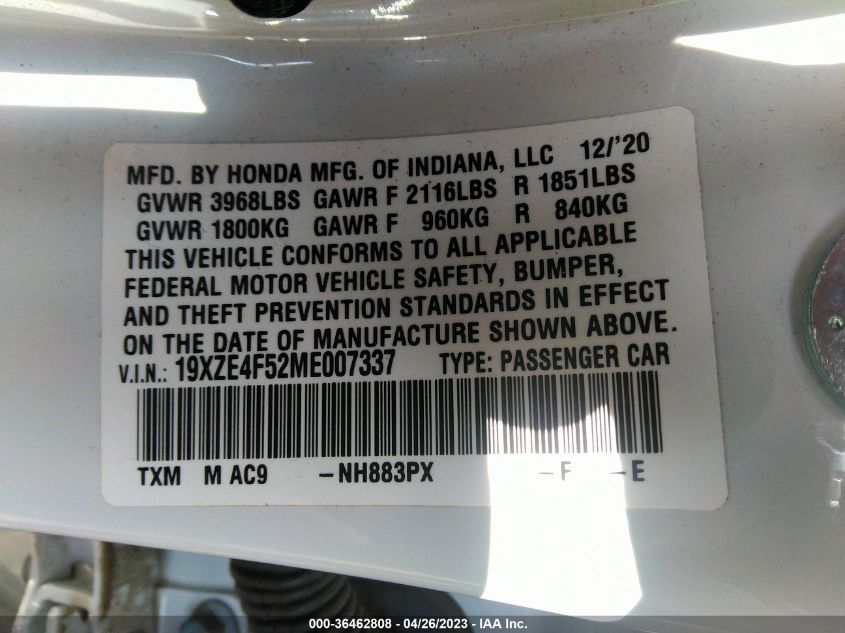 MFD. BY HONDA MFG. OF INDIANA, LLC 12/'20
GVWR 3968LBS GAWR F 2116LBS R 1851LBS
GVWR 1800KG GAWR F 960KG R 840KG
THIS VEHICLE CONFORMS TO ALL APPLICABLE
FEDERAL MOTOR VEHICLE SAFETY, BUMPER,
AND THEFT PREVENTION STANDARDS IN EFFECT
ON THE DATE OF MANUFACTURE SHOWN ABOVE.
V.I.N.: 19XZE4F52ME007337 TYPE: PASSENGER CAR
TXM M AC9 -NH883PX -F -E
000-36462808 / 04/26/2023 - IAA Inc.